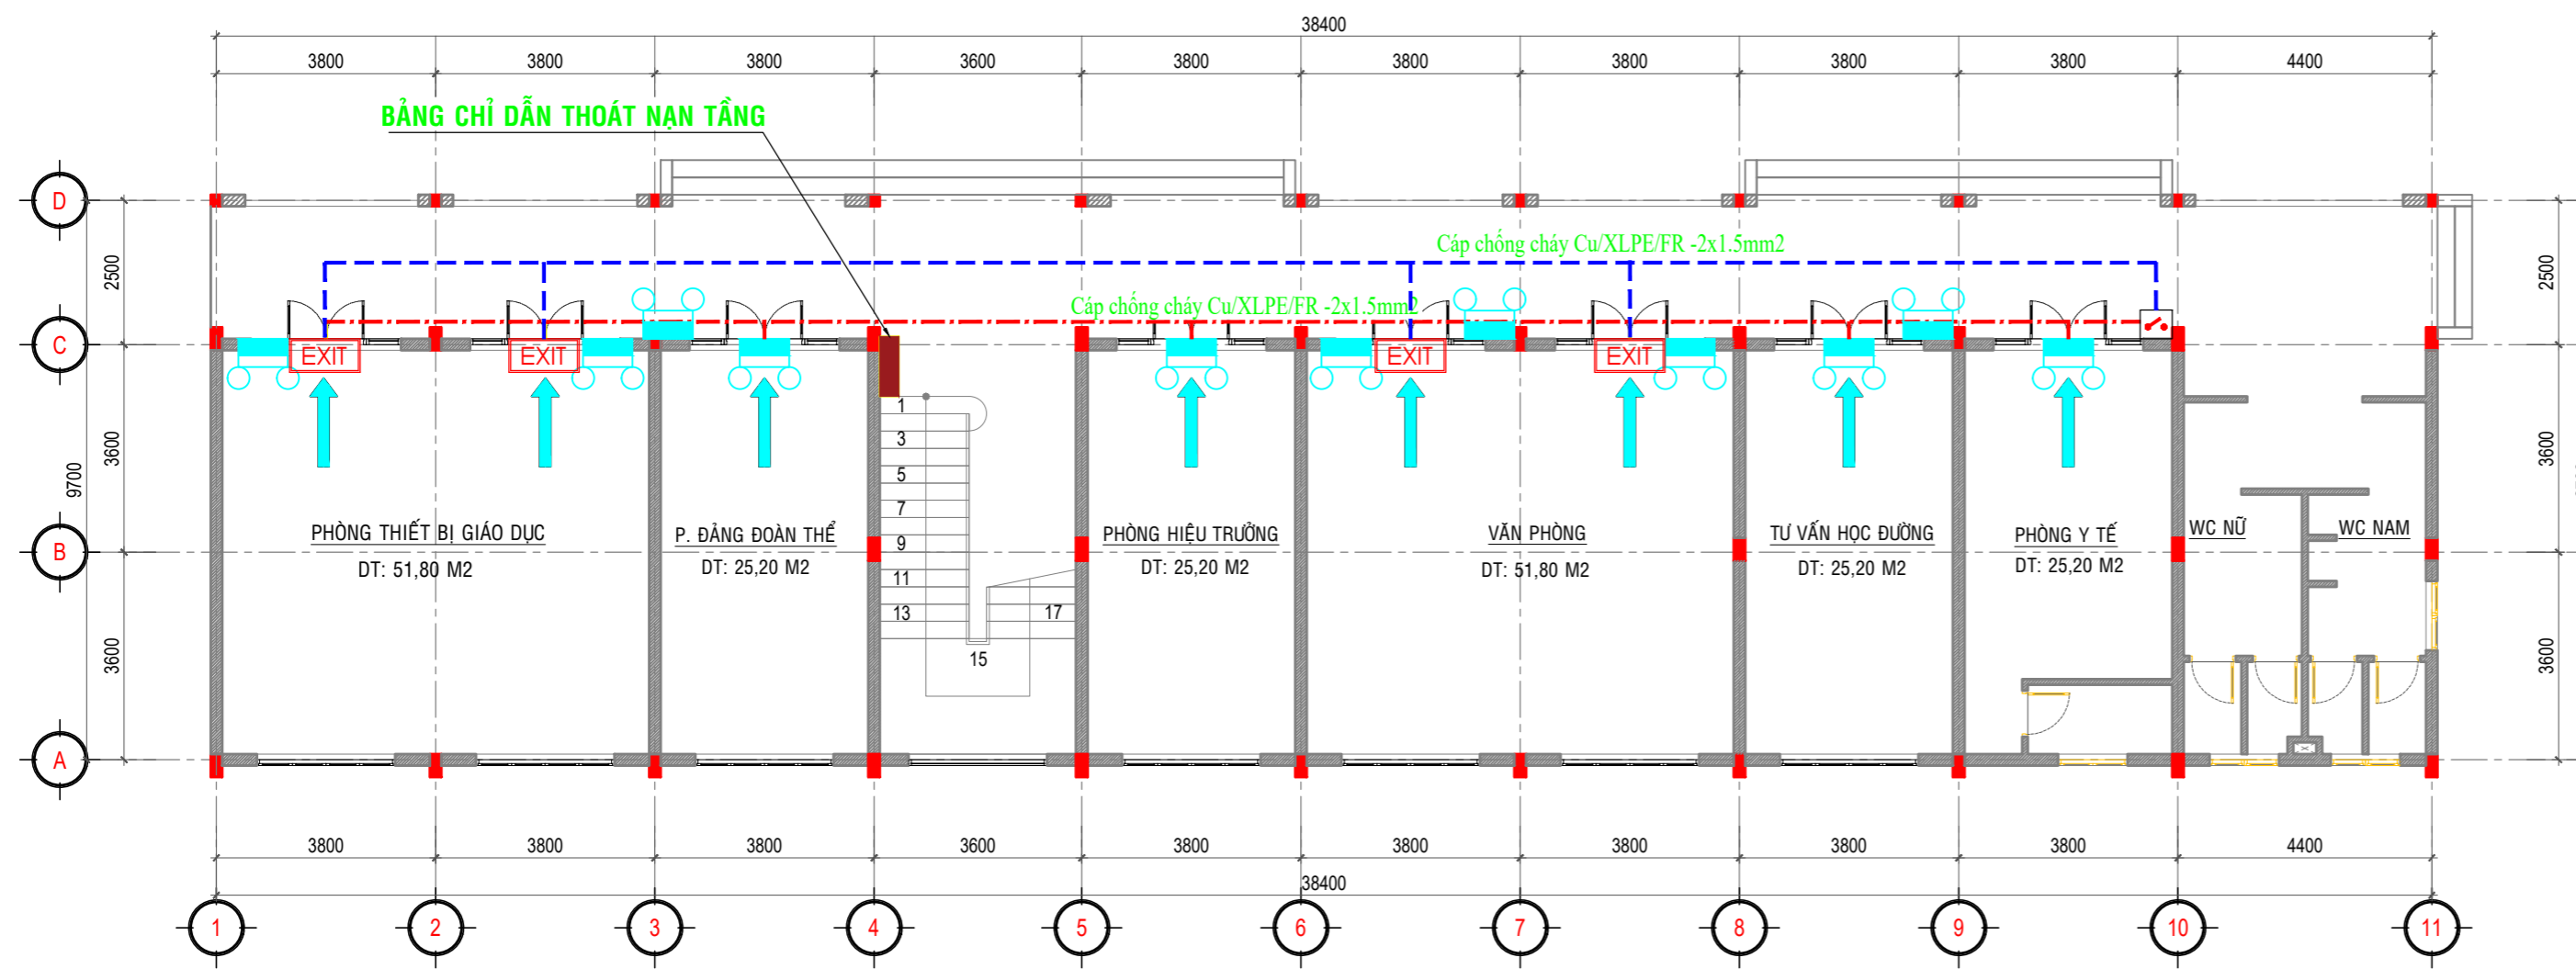 38400
3800 3800 3800 3600 3800 3800 3800 3800 3800 4400
BẢNG CHỈ DẪN THOÁT NẠN TẦNG
D
Cáp chống cháy Cu/XLPE/FR -2x1.5mm2
2500
2500
Cáp chống cháy Cu/XLPE/FR -2x1.5mm2
C
EXIT EXIT EXIT EXIT
1
3
5
7
9
11
13
15
17
3600
9700
3600
PHÒNG THIẾT BỊ GIÁO DỤC
DT: 51,80 M2
P. ĐẢNG ĐOÀN THỂ
DT: 25,20 M2
PHÒNG HIỆU TRƯỞNG
DT: 25,20 M2
VĂN PHÒNG
DT: 51,80 M2
TƯ VẤN HỌC ĐƯỜNG
DT: 25,20 M2
PHÒNG Y TẾ
DT: 25,20 M2
WC NỮ
WC NAM
B
3600
3600
A
3800 3800 3800 3600 3800 3800 3800 3800 3800 4400
38400
1 2 3 4 5 6 7 8 9 10 11